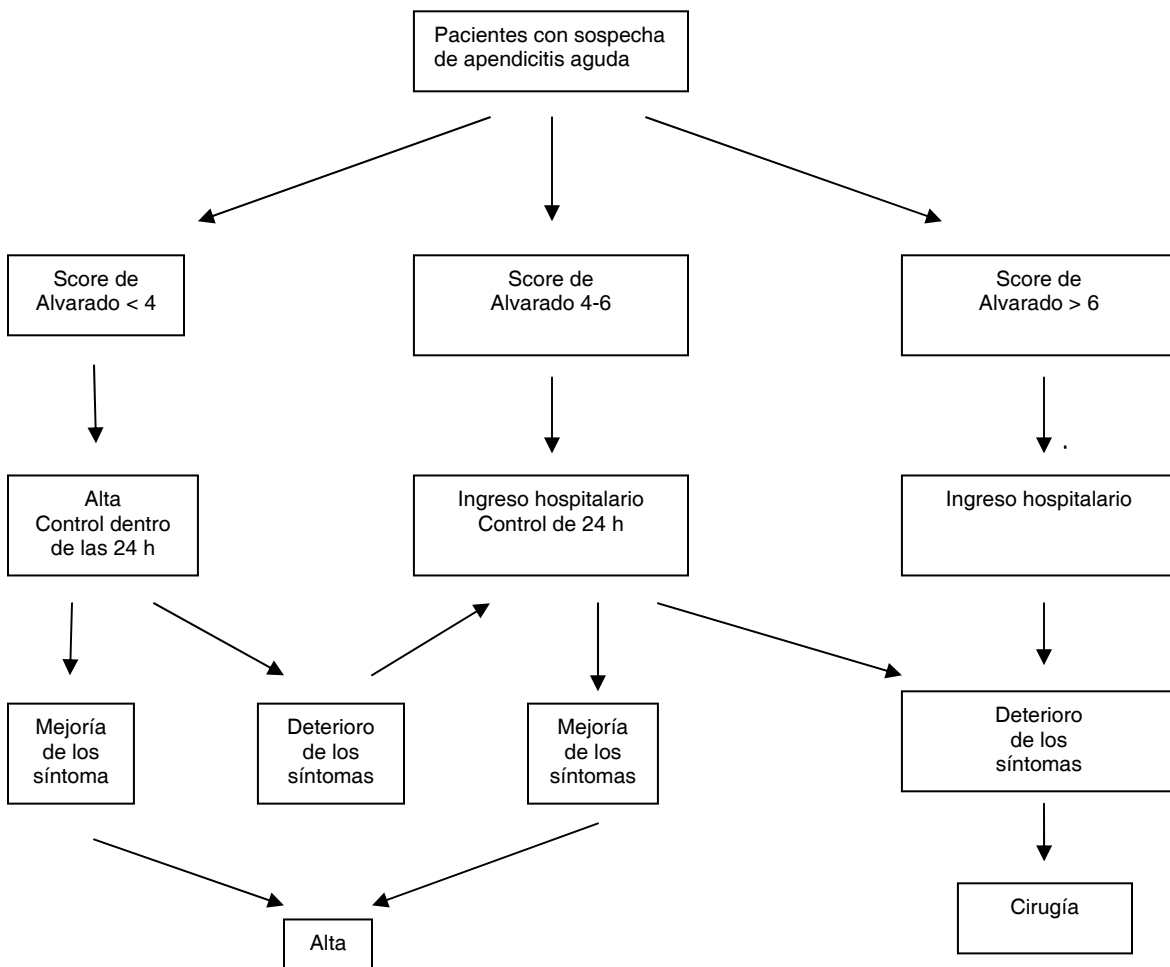 Pacientes con sospecha
de apendicitis aguda
Score de
Alvarado < 4
Score de
Alvarado 4-6
Score de
Alvarado > 6
Alta
Control dentro
de las 24 h
Ingreso hospitalario
Control de 24 h
Ingreso hospitalario
Mejoría
de los
síntoma
Deterioro
de los
síntomas
Mejoría
de los
síntomas
Deterioro
de los
síntomas
Alta
Cirugía